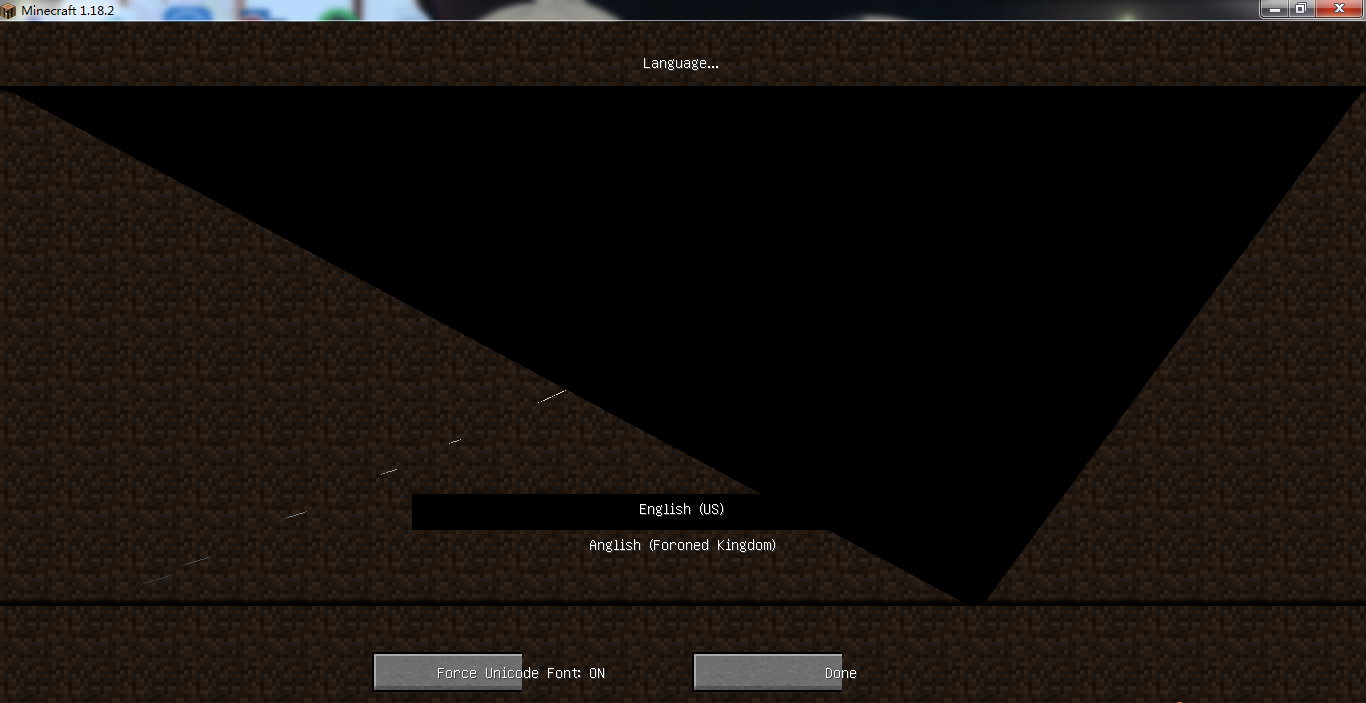 Minecraft 1.18.2
Language...
English (US)
Anglish (Foroned Kingdom)
Force Unicode Font: ON
Done